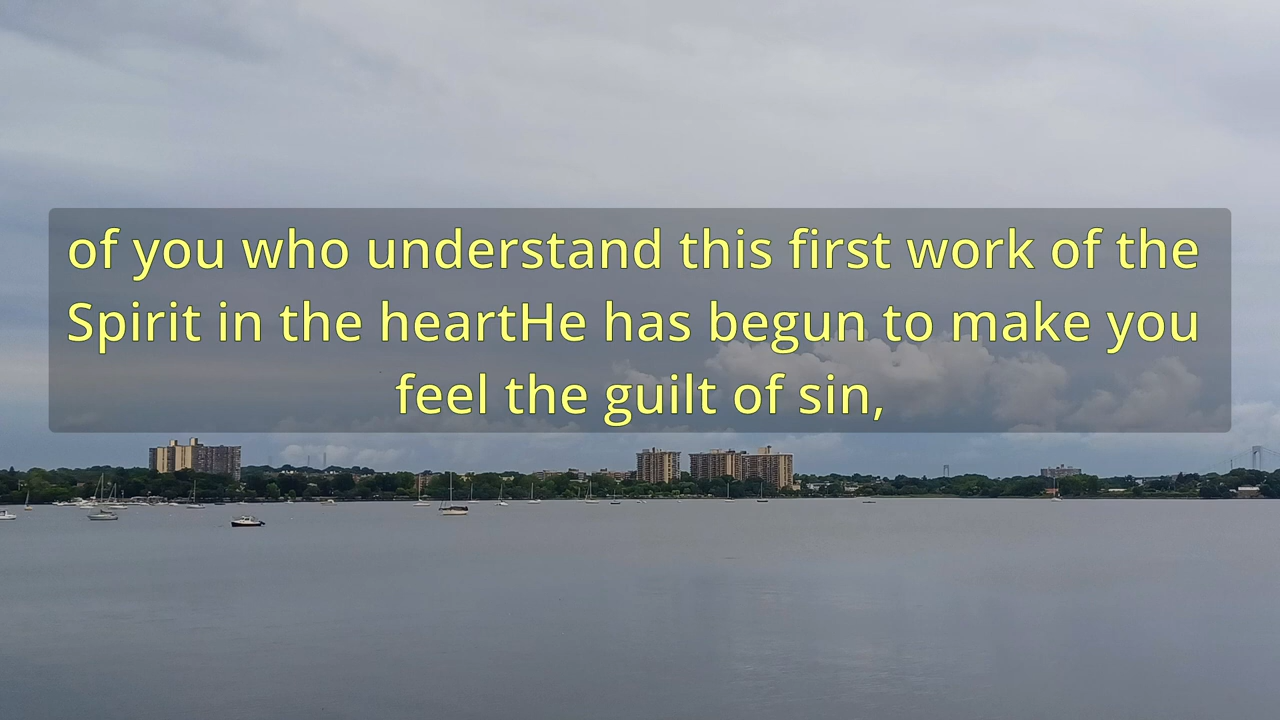 of you who understand this first work of the
Spirit in the heartHe has begun to make you
feel the guilt of sin,